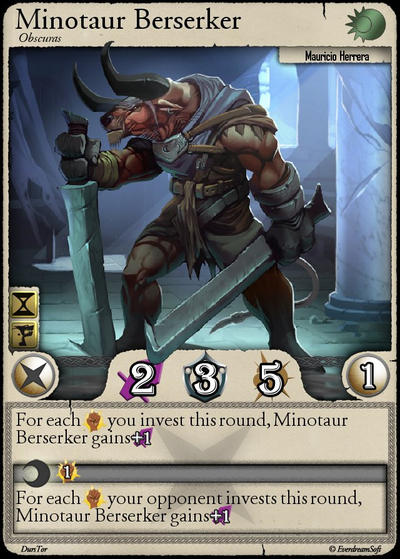 Minotaur Berserker
Obscuras
Mauricio Herrera
2 3 5 1
For each you invest this round, Minotaur
Berserker gains +1
1
For each your opponent invests this round,
Minotaur Berserker gains +1
DursTor
© EverdreamSoft